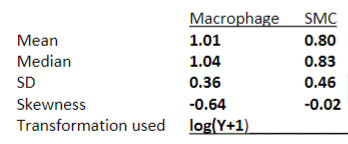 Macrophage SMC
Mean 1.01 0.80
Median 1.04 0.83
SD 0.36 0.46
Skewness -0.64 -0.02
Transformation used log(Y+1)